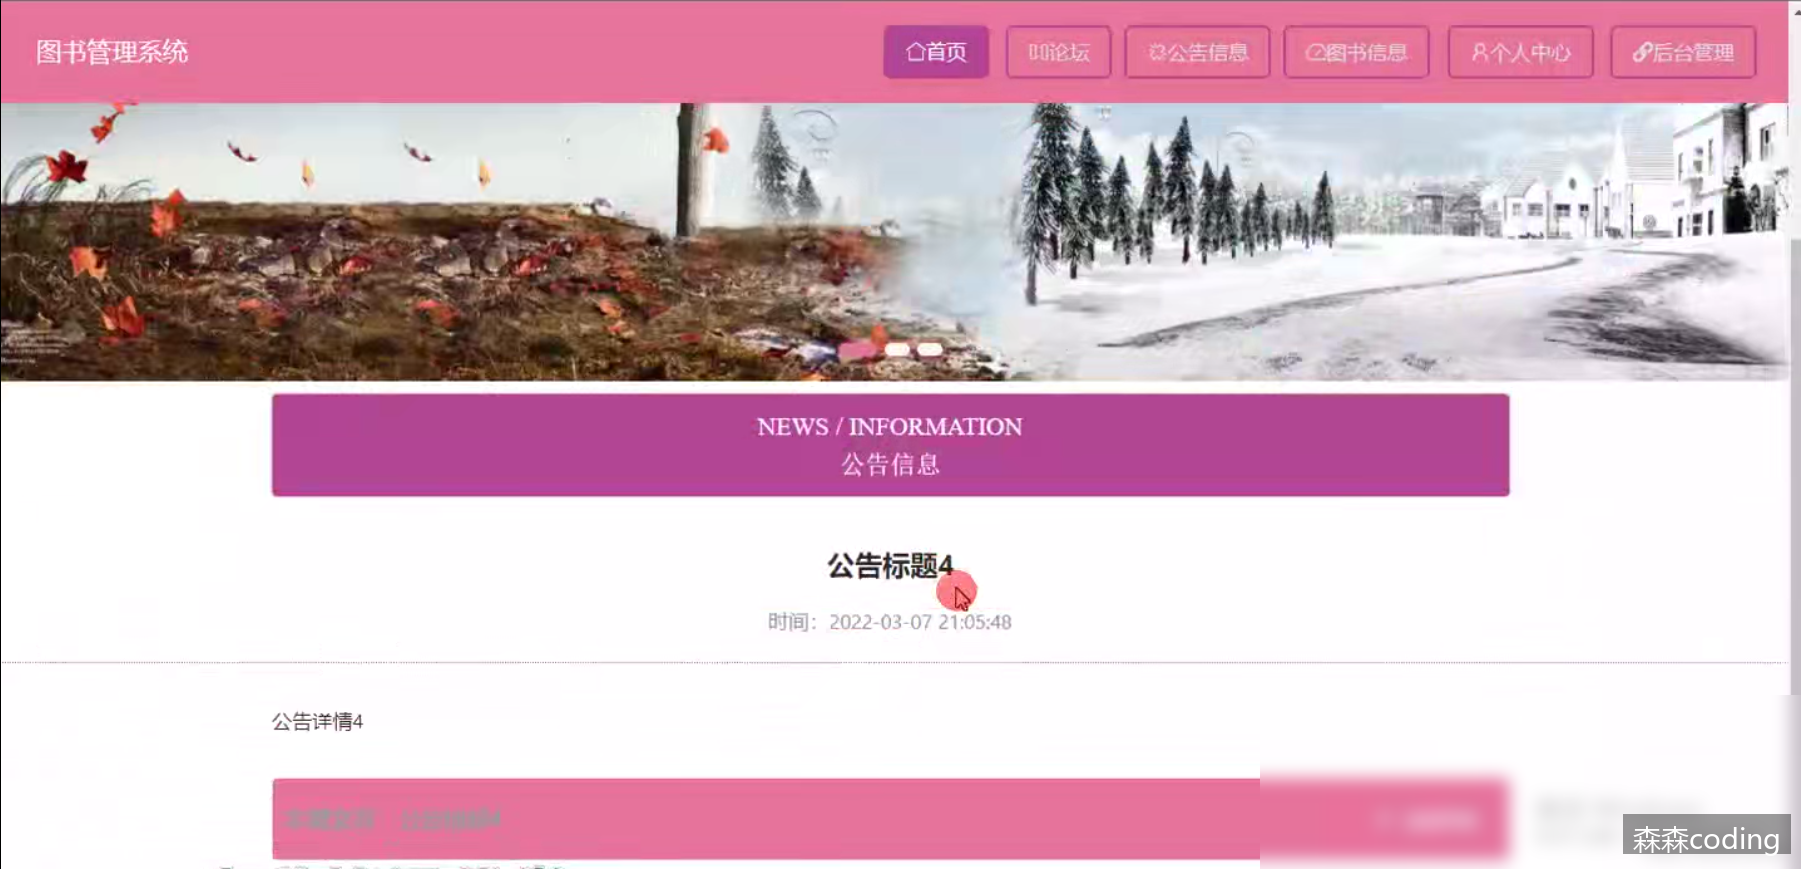 图书管理系统
首页
论坛
公告信息
图书信息
个人中心
后台管理
NEWS / INFORMATION
公告信息
公告标题4
时间：2022-03-07 21:05:48
公告详情4
森森coding